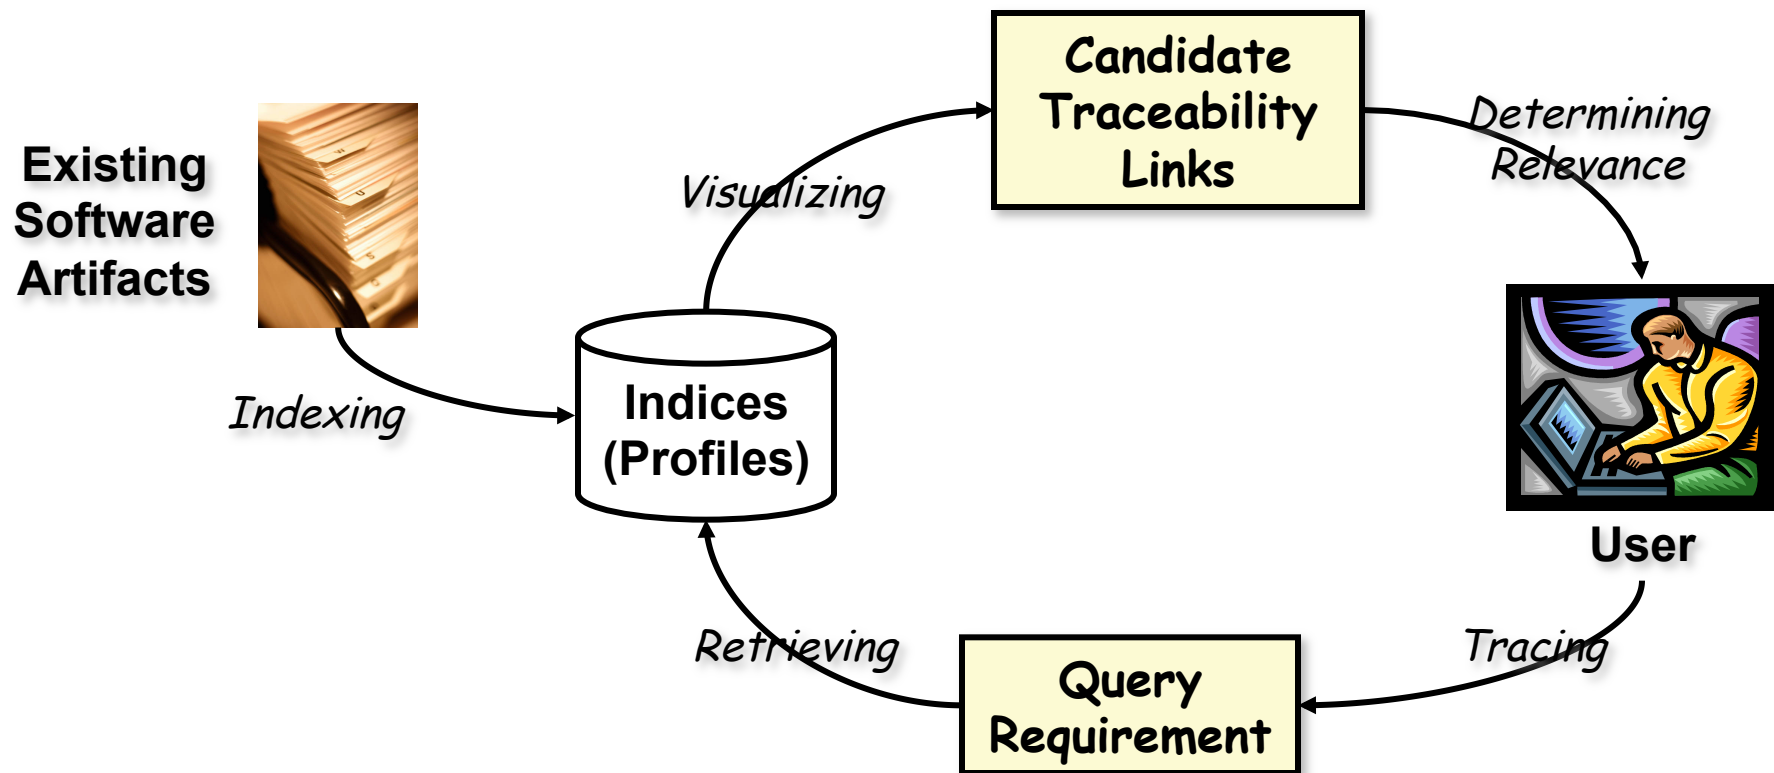 Existing
Software
Artifacts
Indexing
Indices
(Profiles)
Visualizing
Candidate
Traceability
Links
Determining
Relevance
User
Tracing
Query
Requirement
Retrieving